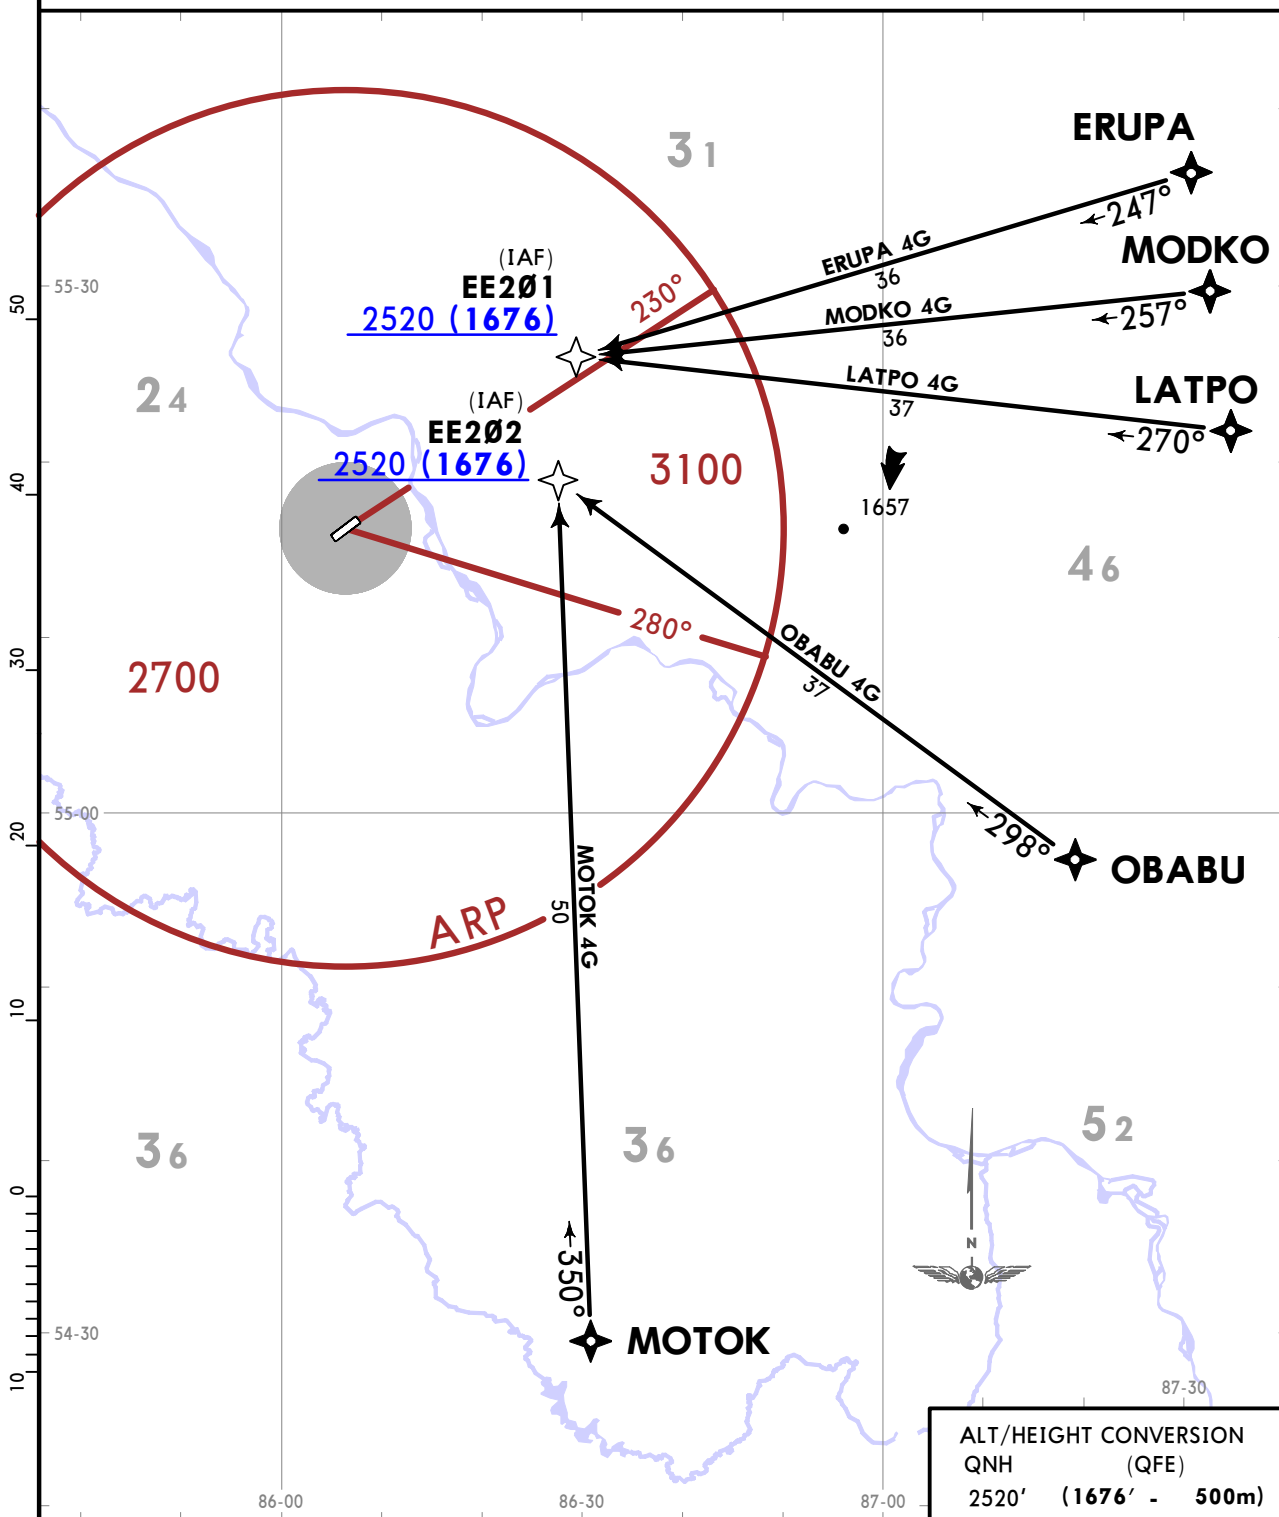 ERUPA
31
247°
MODKO
(IAF)
EE2Ø1
2520 (1676)
230°
ERUPA 4G
36
MODKO 4G
36
257°
55-30
50
LATPO 4G
37
LATPO
270°
24
(IAF)
EE2Ø2
2520 (1676)
3100
1657
40
46
280°
OBABU 4G
37
30
2700
55-00
20
298°
OBABU
MOTOK 4G
50
ARP
10
36
36
52
0
N
350°
54-30
MOTOK
10
87-30
ALT/HEIGHT CONVERSION
QNH (QFE)
2520' (1676' - 500m)
86-00
86-30
87-00